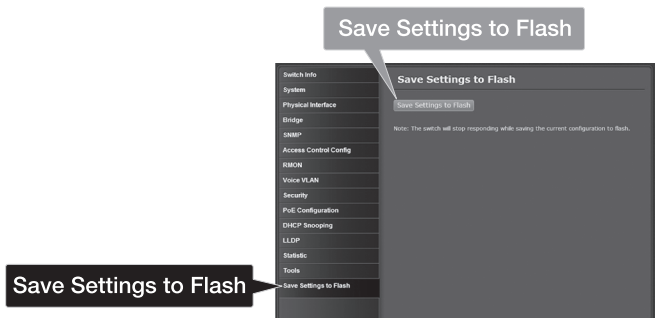 Save Settings to Flash
Switch Info
System
Physical Interface
Bridge
SNMP
Access Control Config
RMON
Voice VLAN
Security
PoE Configuration
DHCP Snooping
LLDP
Statistic
Tools
Save Settings to Flash
Save Settings to Flash
Save Settings to Flash
Note: The switch will stop responding while saving the current configuration to flash.
Save Settings to Flash